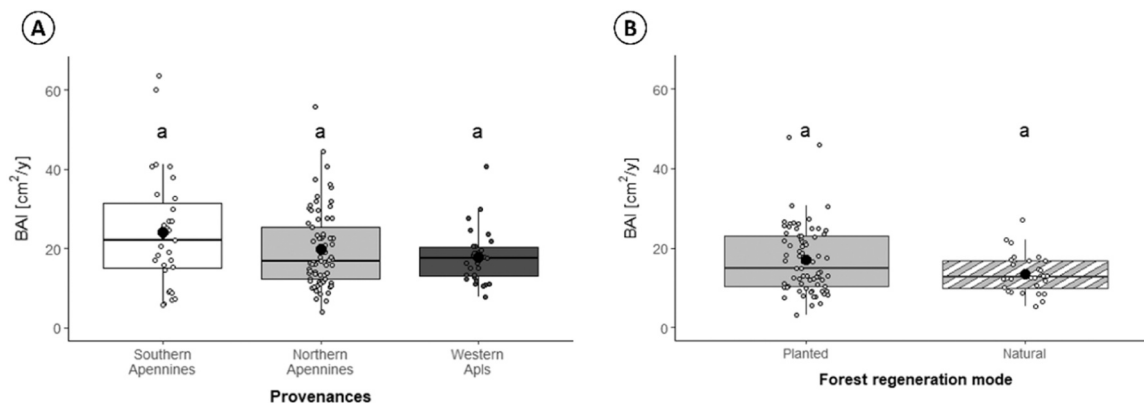 A
BAI [cm²/y]
60
40
20
0
a
a
a
Southern
Apennines
Northern
Apennines
Western
Apls
Provenances
B
BAI [cm²/y]
60
40
20
0
a
a
Planted
Natural
Forest regeneration mode